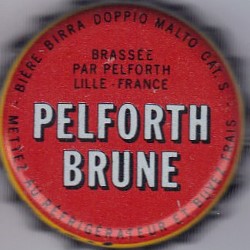 BIÈRE-BIRRA DOPPIO MALTO CAT. S -
BRASSÉE
PAR PELFORTH
LILLE - FRANCE
PELFORTH
BRUNE
METTEZ AU RÉFRIGÉRATEUR ET BUVEZ FRAIS